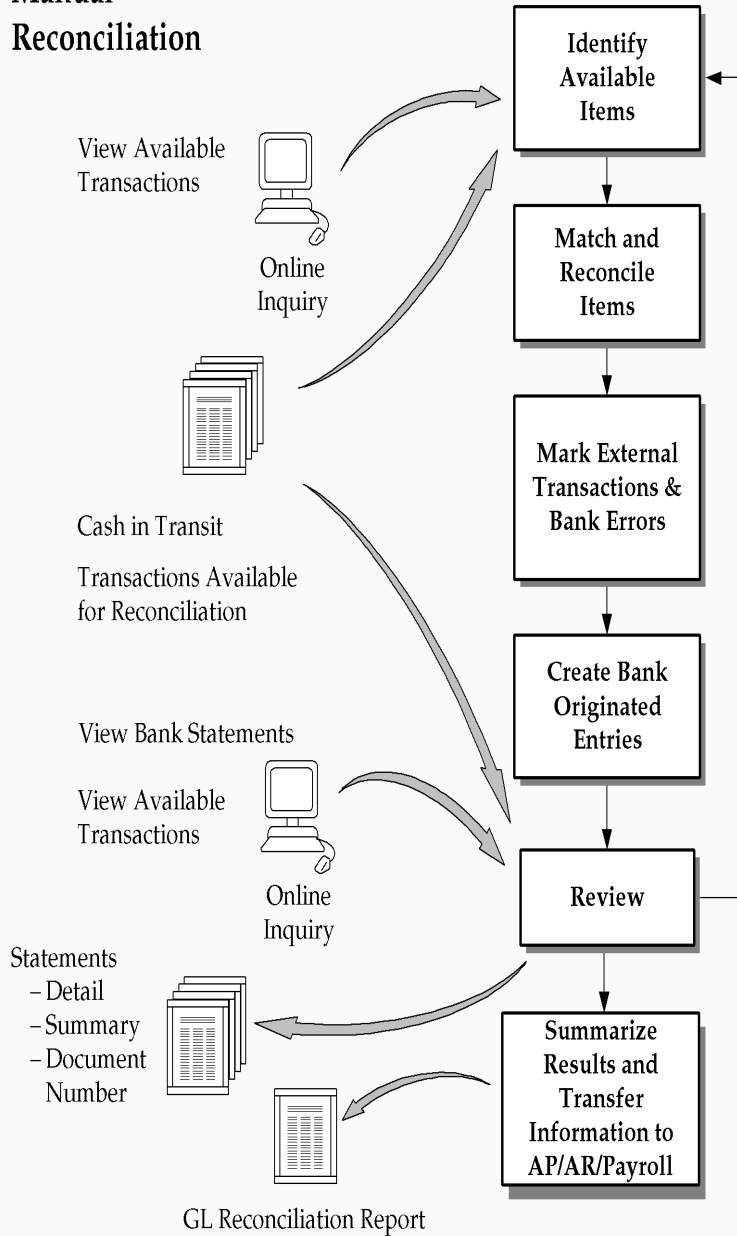 Reconciliation
Identify
Available
Items
View Available
Transactions
Online
Inquiry
Match and
Reconcile
Items
Mark External
Transactions &
Bank Errors
Cash in Transit
Transactions Available
for Reconciliation
Create Bank
Originated
Entries
View Bank Statements
View Available
Transactions
Online
Inquiry
Review
Statements
– Detail
– Summary
– Document
Number
Summarize
Results and
Transfer
Information to
AP/AR/Payroll
GL Reconciliation Report